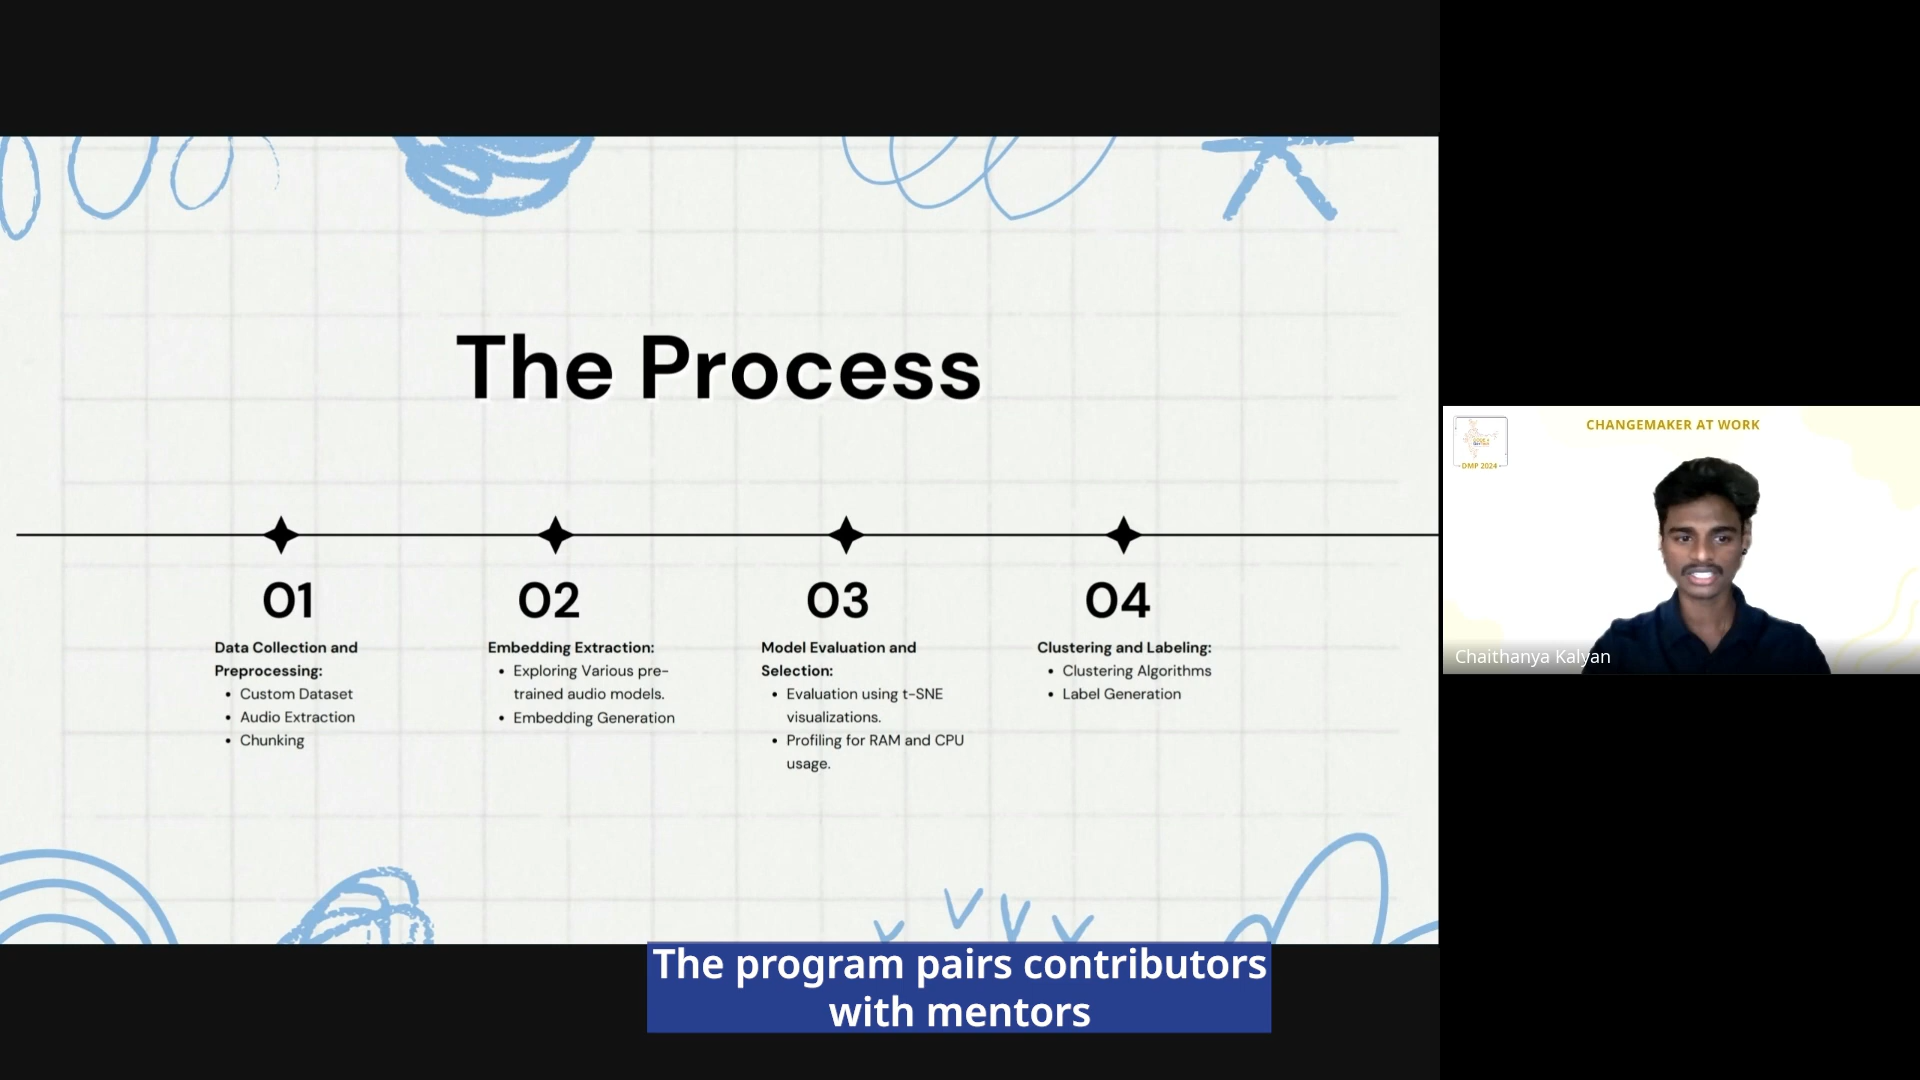 The Process
01
Data Collection and
Preprocessing:
• Custom Dataset
• Audio Extraction
• Chunking
02
Embedding Extraction:
• Exploring Various pre-
trained audio models.
• Embedding Generation
03
Model Evaluation and
Selection:
• Evaluation using t-SNE
visualizations.
• Profiling for RAM and CPU
usage.
04
Clustering and Labeling:
• Clustering Algorithms
• Label Generation
CHANGEMAKER AT WORK
DMP 2024
Chaithanya Kalyan
The program pairs contributors
with mentors